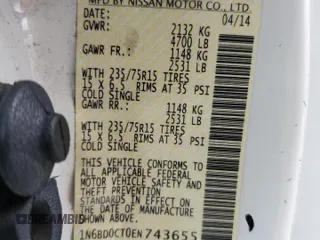 MFD BY NISSAN MOTOR CO., LTD
DATE: 04/14
GVWR: 2132 KG
4700 LB
GAWR FR.: 1148 KG
2531 LB
WITH 235/75R15 TIRES
15 X 6.5 RIMS AT 35 PSI
COLD SINGLE
GAWR RR.: 1148 KG
2531 LB
WITH 235/75R15 TIRES
15 X 6.5 RIMS AT 35 PSI
COLD SINGLE
THIS VEHICLE CONFORMS TO
ALL APPLICABLE FEDERAL
MOTOR VEHICLE SAFETY
STANDARDS IN EFFECT ON
THE DATE OF MANUFACTURE
SHOWN ABOVE
1N6BD0CT0EN743655